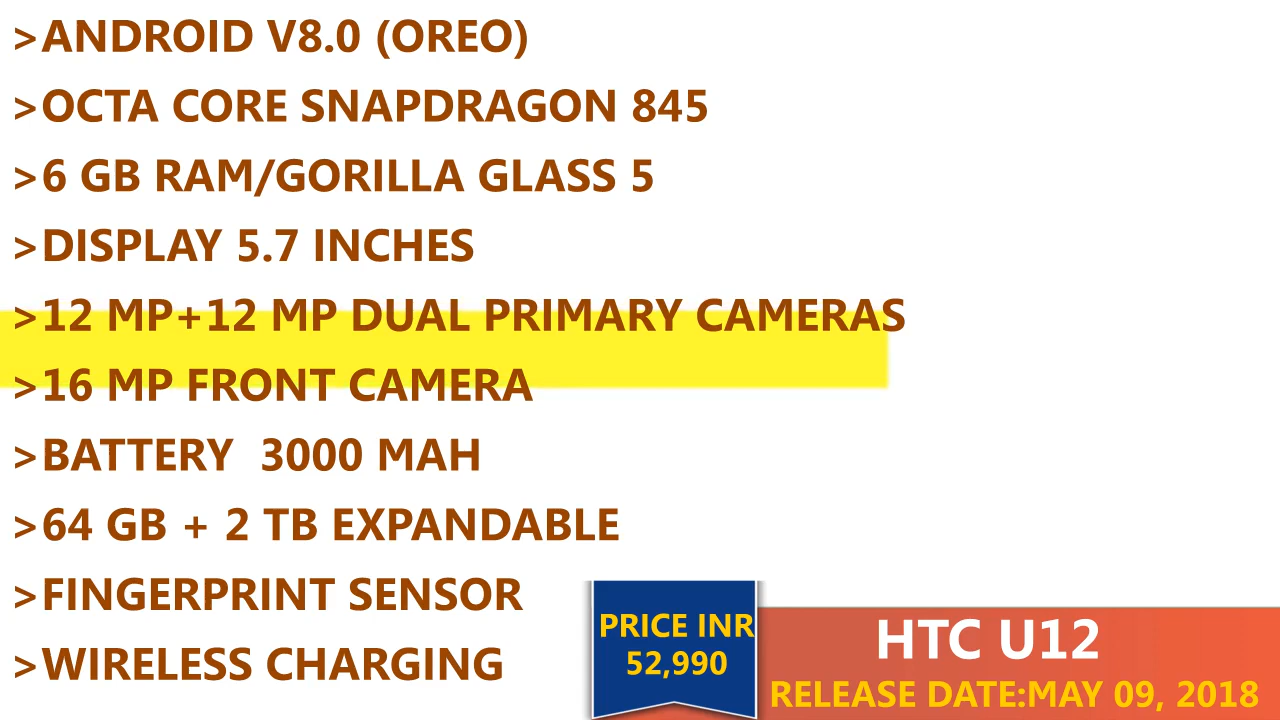 >ANDROID V8.0 (OREO)
>OCTA CORE SNAPDRAGON 845
>6 GB RAM/GORILLA GLASS 5
>DISPLAY 5.7 INCHES
>12 MP+12 MP DUAL PRIMARY CAMERAS
>16 MP FRONT CAMERA
>BATTERY  3000 MAH
>64 GB + 2 TB EXPANDABLE
>FINGERPRINT SENSOR
>WIRELESS CHARGING
PRICE INR
52,990
HTC U12
RELEASE DATE:MAY 09, 2018